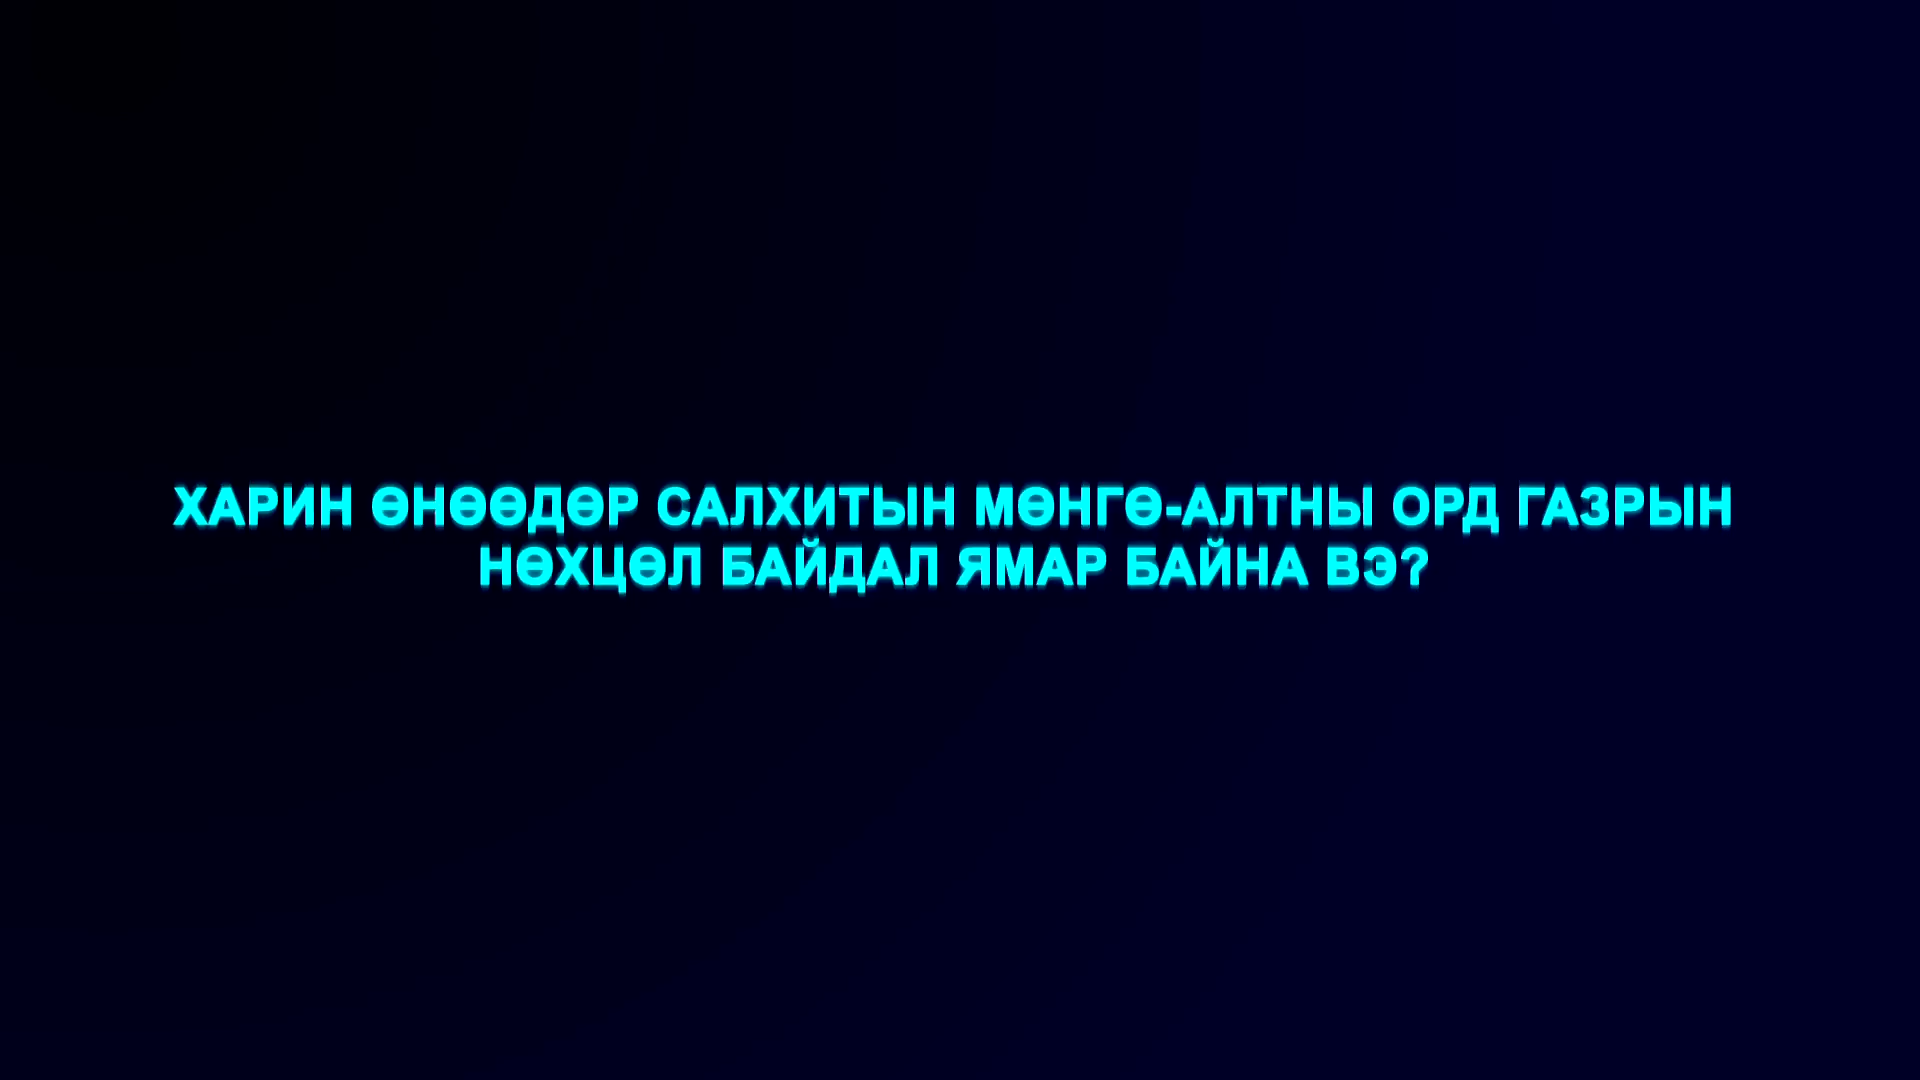 ХАРИН ӨНӨӨДӨР САЛХИТЫН МӨНГӨ-АЛТНЫ ОРД ГАЗРЫН
НӨХЦӨЛ БАЙДАЛ ЯМАР БАЙНА ВЭ?